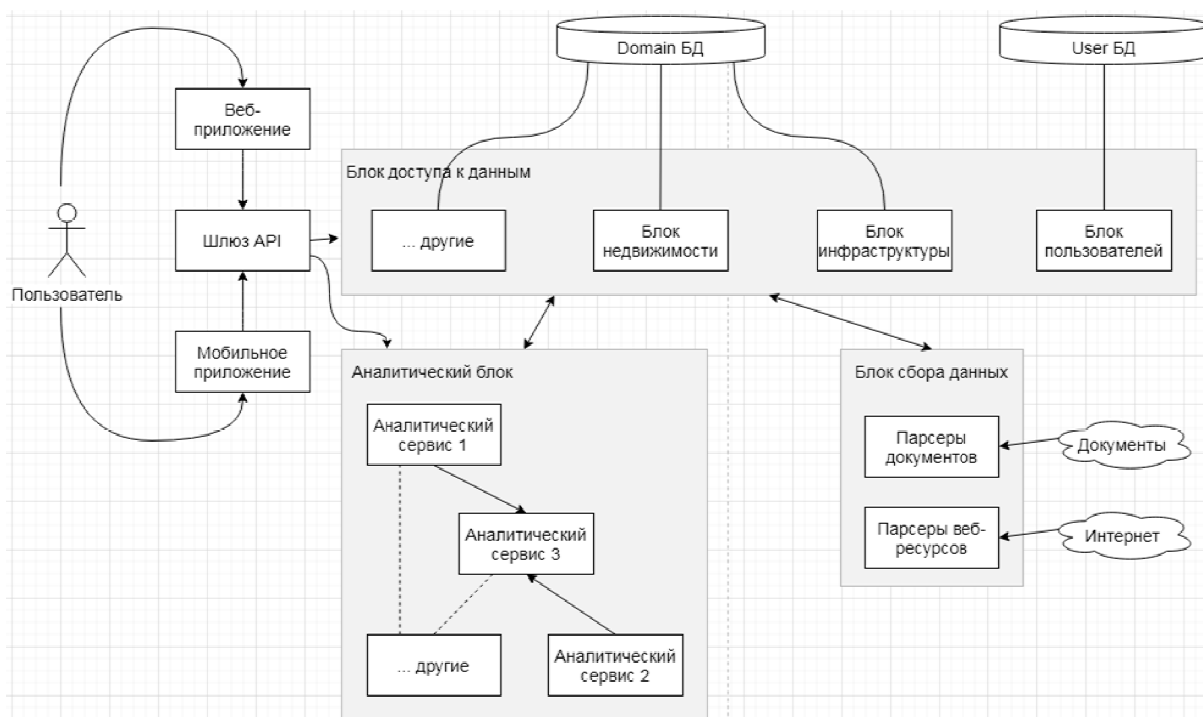 Domain БД
User БД
Веб-
приложение
Блок доступа к данным
Шлюз API
... другие
Блок
недвижимости
Блок
инфраструктуры
Блок
пользователей
Пользователь
Мобильное
приложение
Аналитический блок
Блок сбора данных
Аналитический
сервис 1
Парсеры
документов
Документы
Аналитический
сервис 3
Парсеры веб-
ресурсов
Интернет
... другие
Аналитический
сервис 2